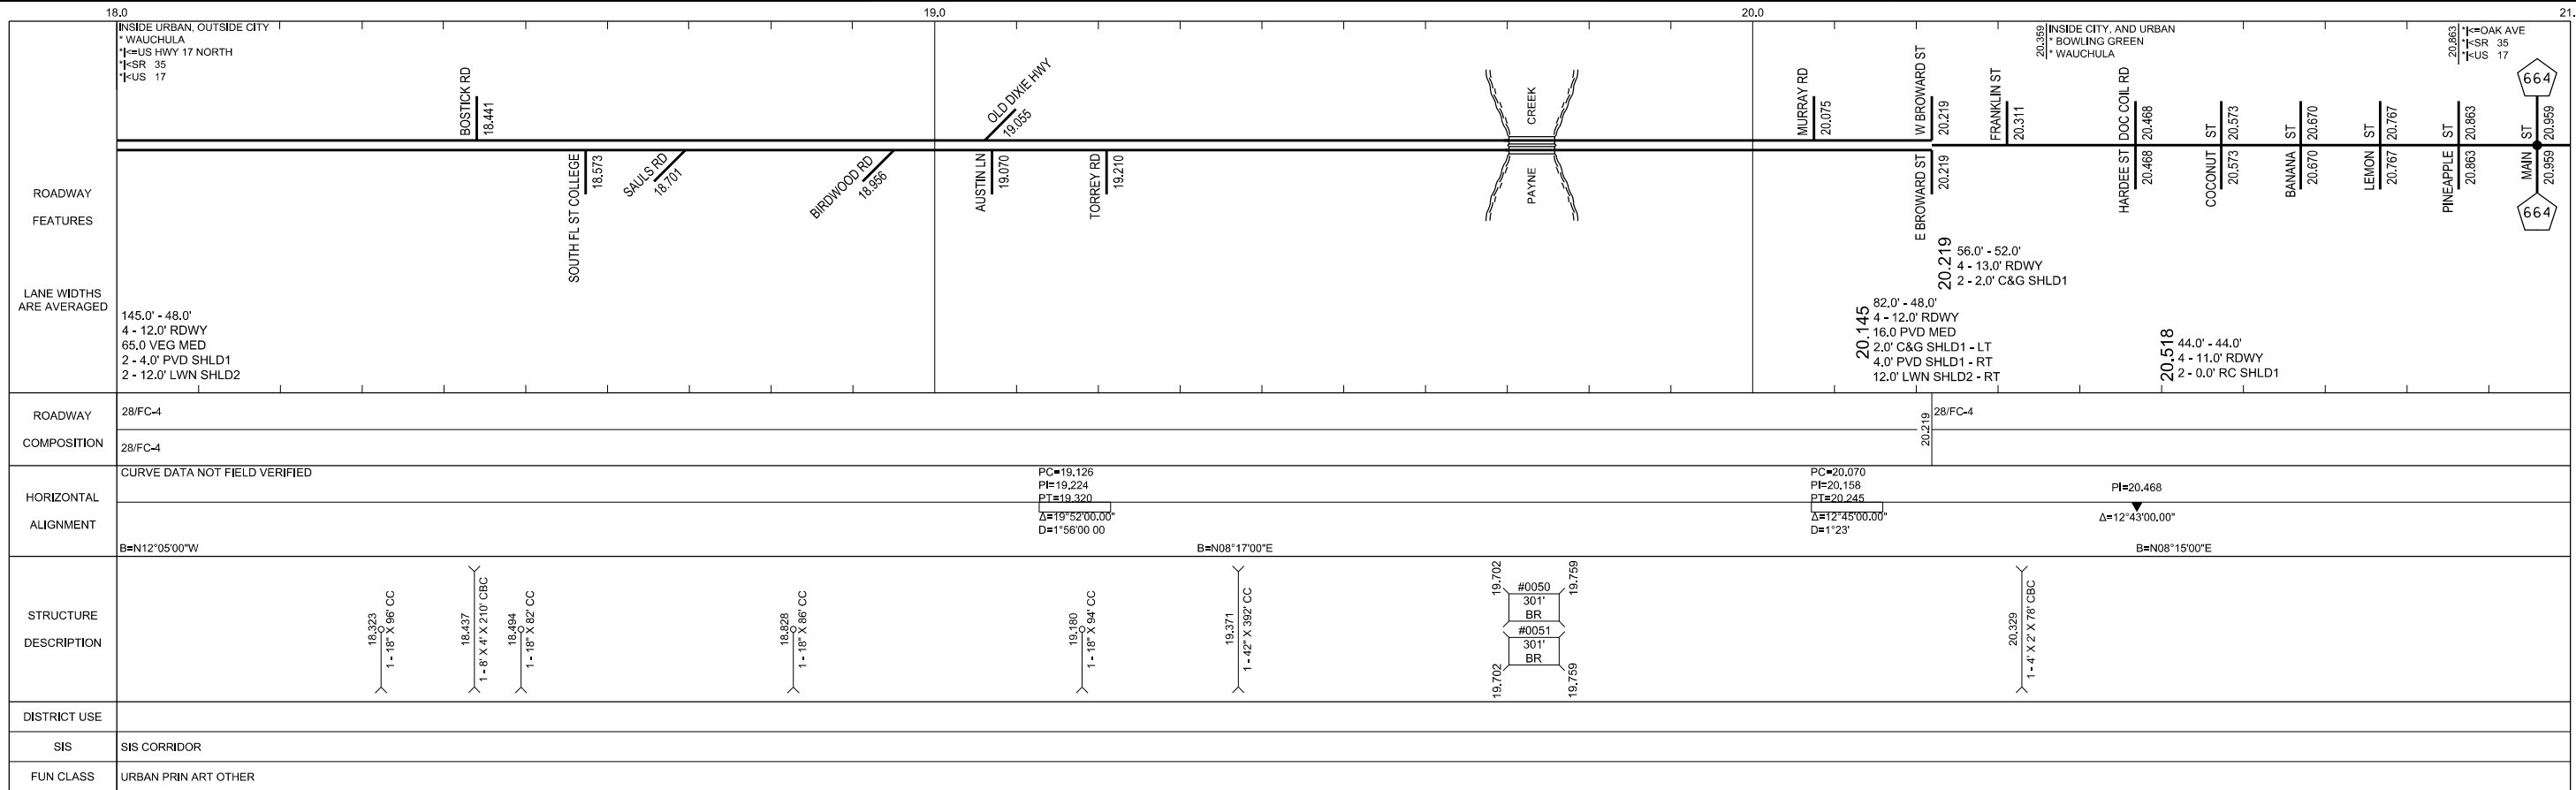 18.0
19.0
20.0
21.
INSIDE URBAN, OUTSIDE CITY
* WAUCHULA
*|<=US HWY 17 NORTH
*|<SR 35
*|<US 17
20.359
INSIDE CITY, AND URBAN
* BOWLING GREEN
* WAUCHULA
20.863
*|<=OAK AVE
*|<SR 35
*|<US 17
ROADWAY
FEATURES
BOSTICK RD
18.441
SOUTH FL ST COLLEGE
18.573
SAULS RD
18.701
BIRDWOOD RD
18.956
OLD DIXIE HWY
19.055
AUSTIN LN
19.070
TORREY RD
19.210
CREEK
PAYNE
MURRAY RD
20.075
W BROWARD ST
20.219
E BROWARD ST
20.219
FRANKLIN ST
20.311
DOC COIL RD
20.468
HARDEE ST
20.468
ST
20.573
COCONUT
20.573
ST
20.670
BANANA
20.670
ST
20.767
LEMON
20.767
ST
20.863
PINEAPPLE
20.863
664
ST
20.959
MAIN
20.959
664
LANE WIDTHS
ARE AVERAGED
145.0' - 48.0'
4 - 12.0' RDWY
65.0 VEG MED
2 - 4.0' PVD SHLD1
2 - 12.0' LWN SHLD2
20.145
82.0' - 48.0'
4 - 12.0' RDWY
16.0 PVD MED
2.0' C&G SHLD1 - LT
4.0' PVD SHLD1 - RT
12.0' LWN SHLD2 - RT
20.219
56.0' - 52.0'
4 - 13.0' RDWY
2 - 2.0' C&G SHLD1
20.518
44.0' - 44.0'
4 - 11.0' RDWY
2 - 0.0' RC SHLD1
ROADWAY
COMPOSITION
28/FC-4
28/FC-4
20.219
28/FC-4
HORIZONTAL
ALIGNMENT
CURVE DATA NOT FIELD VERIFIED
B=N12°05'00"W
PC=19.126
PI=19.224
PT=19.320
Δ=19°52'00.00"
D=1°56'00 00
B=N08°17'00"E
PC=20.070
PI=20.158
PT=20.245
Δ=12°45'00.00"
D=1°23'
PI=20.468
Δ=12°43'00.00"
B=N08°15'00"E
STRUCTURE
DESCRIPTION
18.323
1 - 18" X 96' CC
18.437
1 - 8' X 4' X 210' CBC
18.494
1 - 18" X 82' CC
18.828
1 - 18" X 86' CC
19.180
1 - 18" X 94' CC
19.371
1 - 42" X 392' CC
19.702
#0050
301'
BR
19.759
19.702
#0051
301'
BR
19.759
20.329
1 - 4' X 2' X 78' CBC
DISTRICT USE
SIS
SIS CORRIDOR
FUN CLASS
URBAN PRIN ART OTHER